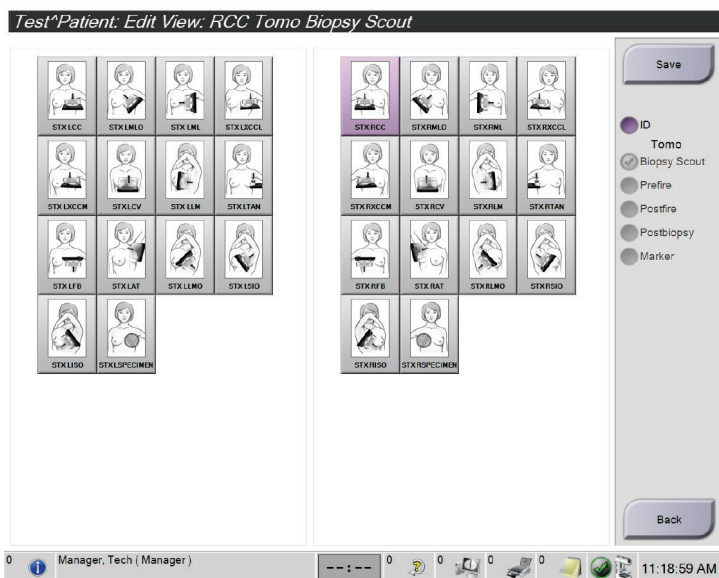 Test^Patient: Edit View: RCC Tomo Biopsy Scout
STX LCC
STX LMLO
STX LML
STX LXCCL
STX LXCCM
STX LCV
STX LLM
STX LTAN
STX LFB
STX LAT
STX LLMO
STX LSIO
STX LISO
STX LSPECIMEN
STX RCC
STX RMLO
STX RML
STX RXCCL
STX RXCCM
STX RCV
STX RLM
STX RTAN
STX RFB
STX RAT
STX RLMO
STX RSIO
STX RISO
STX RSPECIMEN
Save
ID
Tomo
Biopsy Scout
Prefire
Postfire
Postbiopsy
Marker
Back
0
Manager, Tech ( Manager )
--:--
0
0
0
0
11:18:59 AM